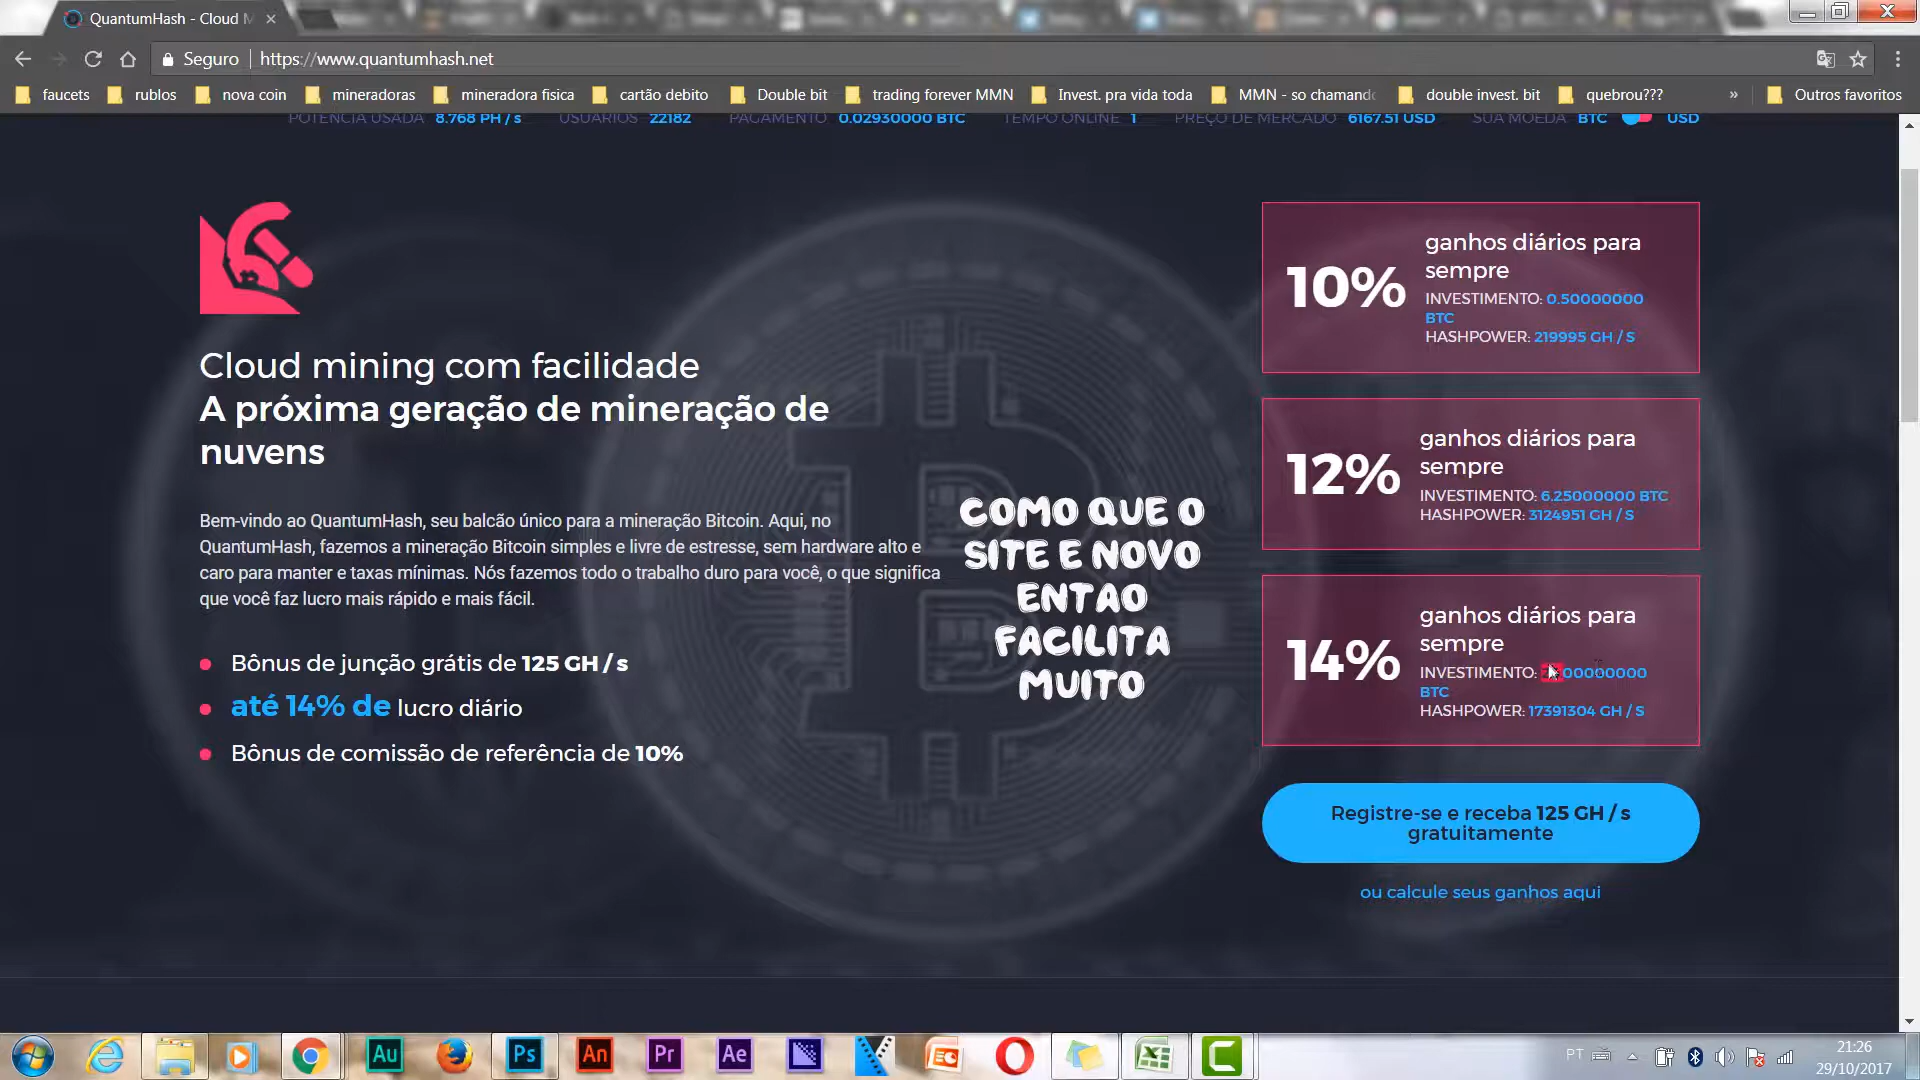 QuantumHash - Cloud M
Seguro
https://www.quantumhash.net
faucets
rublos
nova coin
mineradoras
mineradora fisica
cartão debito
Double bit
trading forever MMN
Invest. pra vida toda
MMN - so chamando
double invest. bit
quebrou???
»
Outros favoritos
POTÊNCIA USADA 8.768 PH / s
USUÁRIOS 22182
PAGAMENTO 0.02930000 BTC
TEMPO ONLINE 1
PREÇO DE MERCADO 6167.51 USD
SUA MOEDA BTC USD
Cloud mining com facilidade
A próxima geração de mineração de
nuvens
Bem-vindo ao QuantumHash, seu balcão único para a mineração Bitcoin. Aqui, no
QuantumHash, fazemos a mineração Bitcoin simples e livre de estresse, sem hardware alto e
caro para manter e taxas mínimas. Nós fazemos todo o trabalho duro para você, o que significa
que você faz lucro mais rápido e mais fácil.
Bônus de junção grátis de 125 GH / s
até 14% de lucro diário
Bônus de comissão de referência de 10%
COMO QUE O
SITE E NOVO
ENTAO
FACILITA
MUITO
10%
ganhos diários para
sempre
INVESTIMENTO: 0.50000000
BTC
HASHPOWER: 219995 GH / S
12%
ganhos diários para
sempre
INVESTIMENTO: 6.25000000 BTC
HASHPOWER: 3124951 GH / S
14%
ganhos diários para
sempre
INVESTIMENTO:
BTC
HASHPOWER: 17391304 GH / S
Registre-se e receba 125 GH / s
gratuitamente
ou calcule seus ganhos aqui
Au
Ps
An
Pr
Ae
PT
21:26
29/10/2017